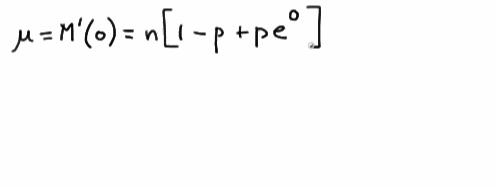 μ = M'(0) = n[1 - p + pe⁰]